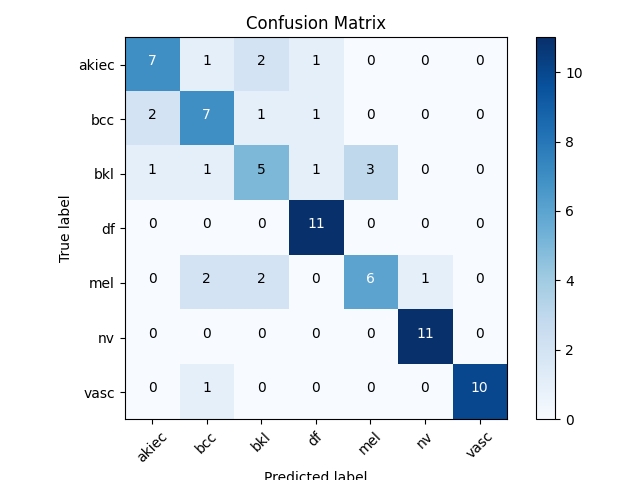 Confusion Matrix
akiec 7 1 2 1 0 0 0
bcc 2 7 1 1 0 0 0
bkl 1 1 5 1 3 0 0
df 0 0 0 11 0 0 0
mel 0 2 2 0 6 1 0
nv 0 0 0 0 0 11 0
vasc 0 1 0 0 0 0 10
akiec bcc bkl df mel nv vasc
True label
Predicted label
10
8
6
4
2
0